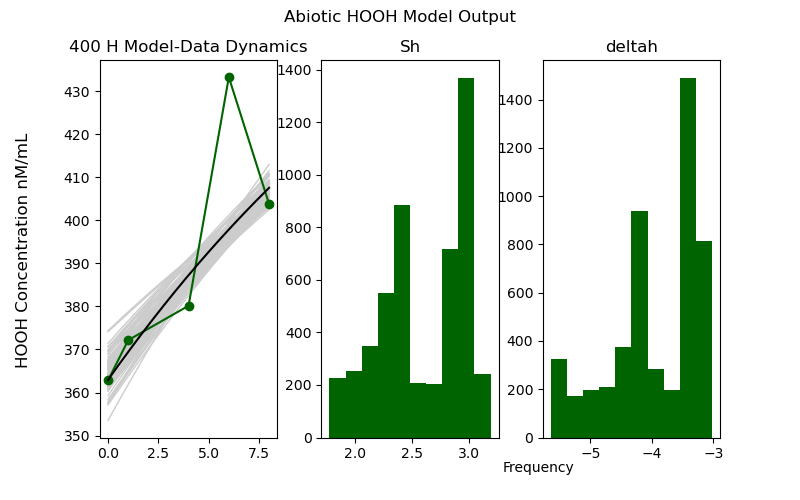 Abiotic HOOH Model Output
400 H Model-Data Dynamics
Sh
deltah
HOOH Concentration nM/mL
430
420
410
400
390
380
370
360
350
0.0 2.5 5.0 7.5
1400
1200
1000
800
600
400
200
0
2.0 2.5 3.0
1400
1200
1000
800
600
400
200
0
−5 −4 −3
Frequency